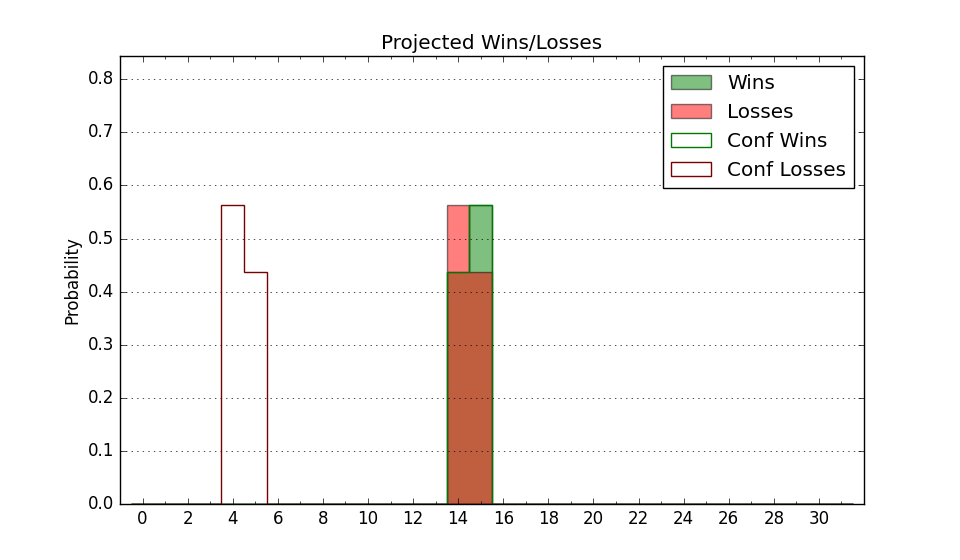 Projected Wins/Losses
Wins
Losses
Conf Wins
Conf Losses
Probability
0.8
0.7
0.6
0.5
0.4
0.3
0.2
0.1
0.0
0 2 4 6 8 10 12 14 16 18 20 22 24 26 28 30